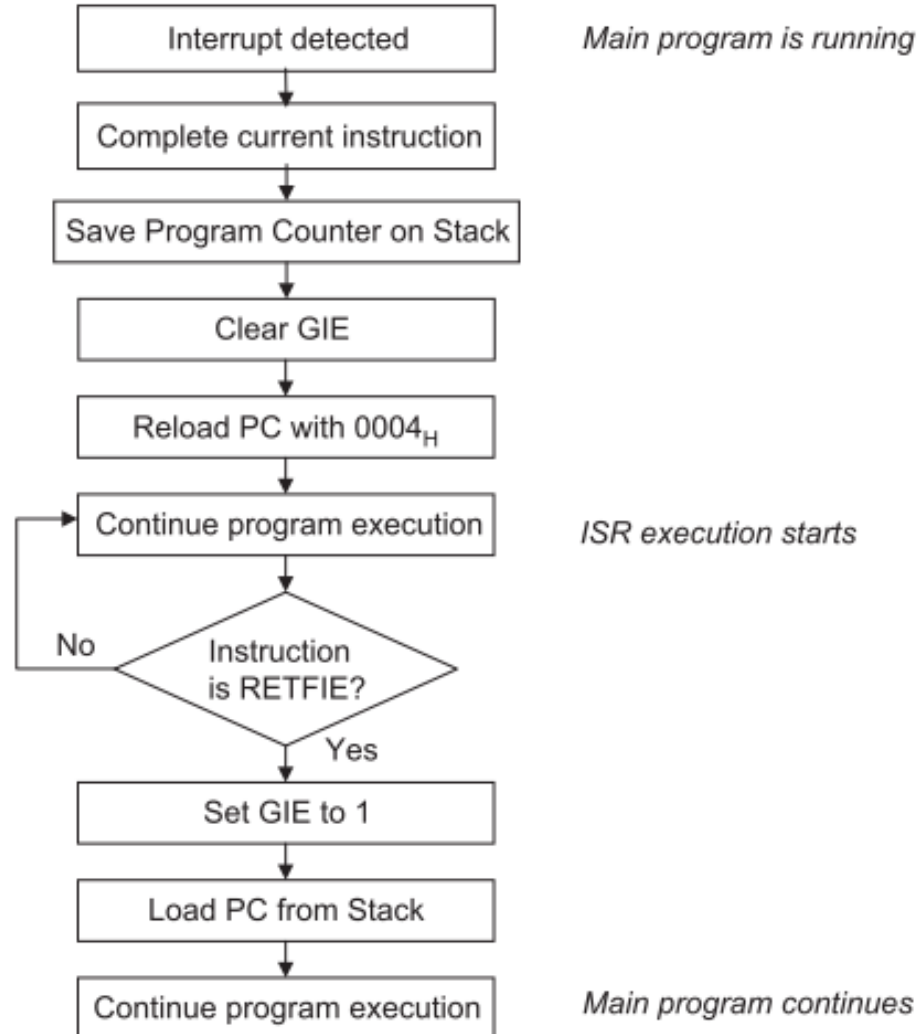 Interrupt detected
Main program is running
Complete current instruction
Save Program Counter on Stack
Clear GIE
Reload PC with 0004H
Continue program execution
ISR execution starts
No
Instruction
is RETFIE?
Yes
Set GIE to 1
Load PC from Stack
Continue program execution
Main program continues